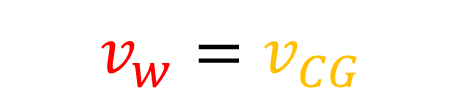 v_w = v_CG